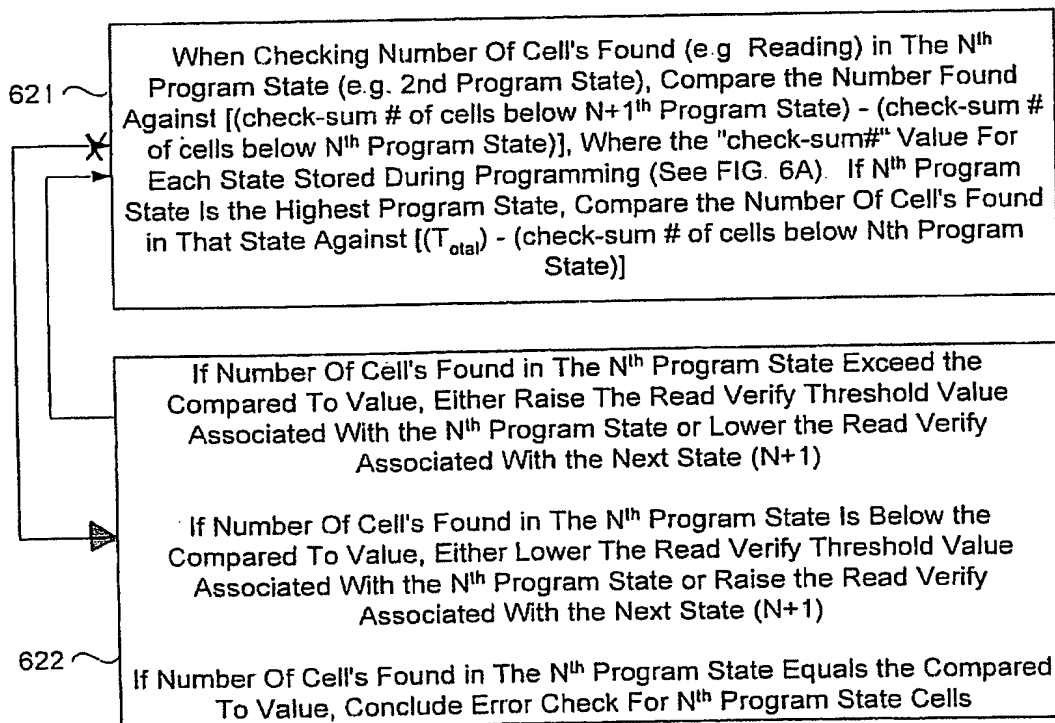 When Checking Number Of Cell's Found (e.g Reading) in The Nth
Program State (e.g. 2nd Program State), Compare the Number Found
Against [(check-sum # of cells below N+1th Program State) - (check-sum #
of cells below Nth Program State)], Where the "check-sum#" Value For
Each State Stored During Programming (See FIG. 6A). If Nth Program
State Is the Highest Program State, Compare the Number Of Cell's Found
in That State Against [(Total) - (check-sum # of cells below Nth Program
State)]
621
If Number Of Cell's Found in The Nth Program State Exceed the
Compared To Value, Either Raise The Read Verify Threshold Value
Associated With the Nth Program State or Lower the Read Verify
Associated With the Next State (N+1)
If Number Of Cell's Found in The Nth Program State Is Below the
Compared To Value, Either Lower The Read Verify Threshold Value
Associated With the Nth Program State or Raise the Read Verify
Associated With the Next State (N+1)
622
If Number Of Cell's Found in The Nth Program State Equals the Compared
To Value, Conclude Error Check For Nth Program State Cells